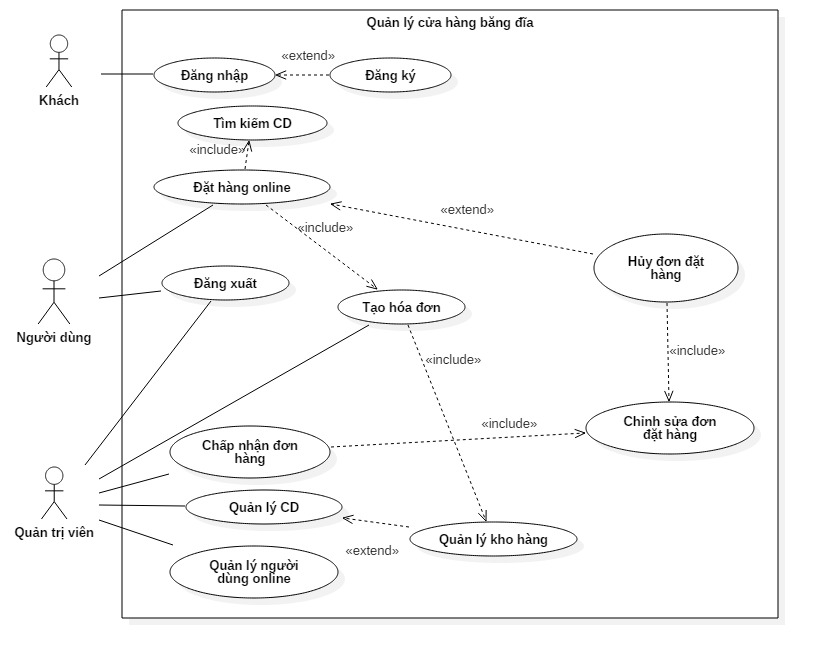 Quản lý cửa hàng băng đĩa
«extend»
Đăng nhập
Đăng ký
Khách
Tìm kiếm CD
«include»
Đặt hàng online
«extend»
«include»
Hủy đơn đặt
hàng
Đăng xuất
Tạo hóa đơn
Người dùng
«include»
«include»
Chỉnh sửa đơn
đặt hàng
«include»
Chấp nhận đơn
hàng
Quản lý CD
Quản trị viên
Quản lý kho hàng
«extend»
Quản lý người
dùng online